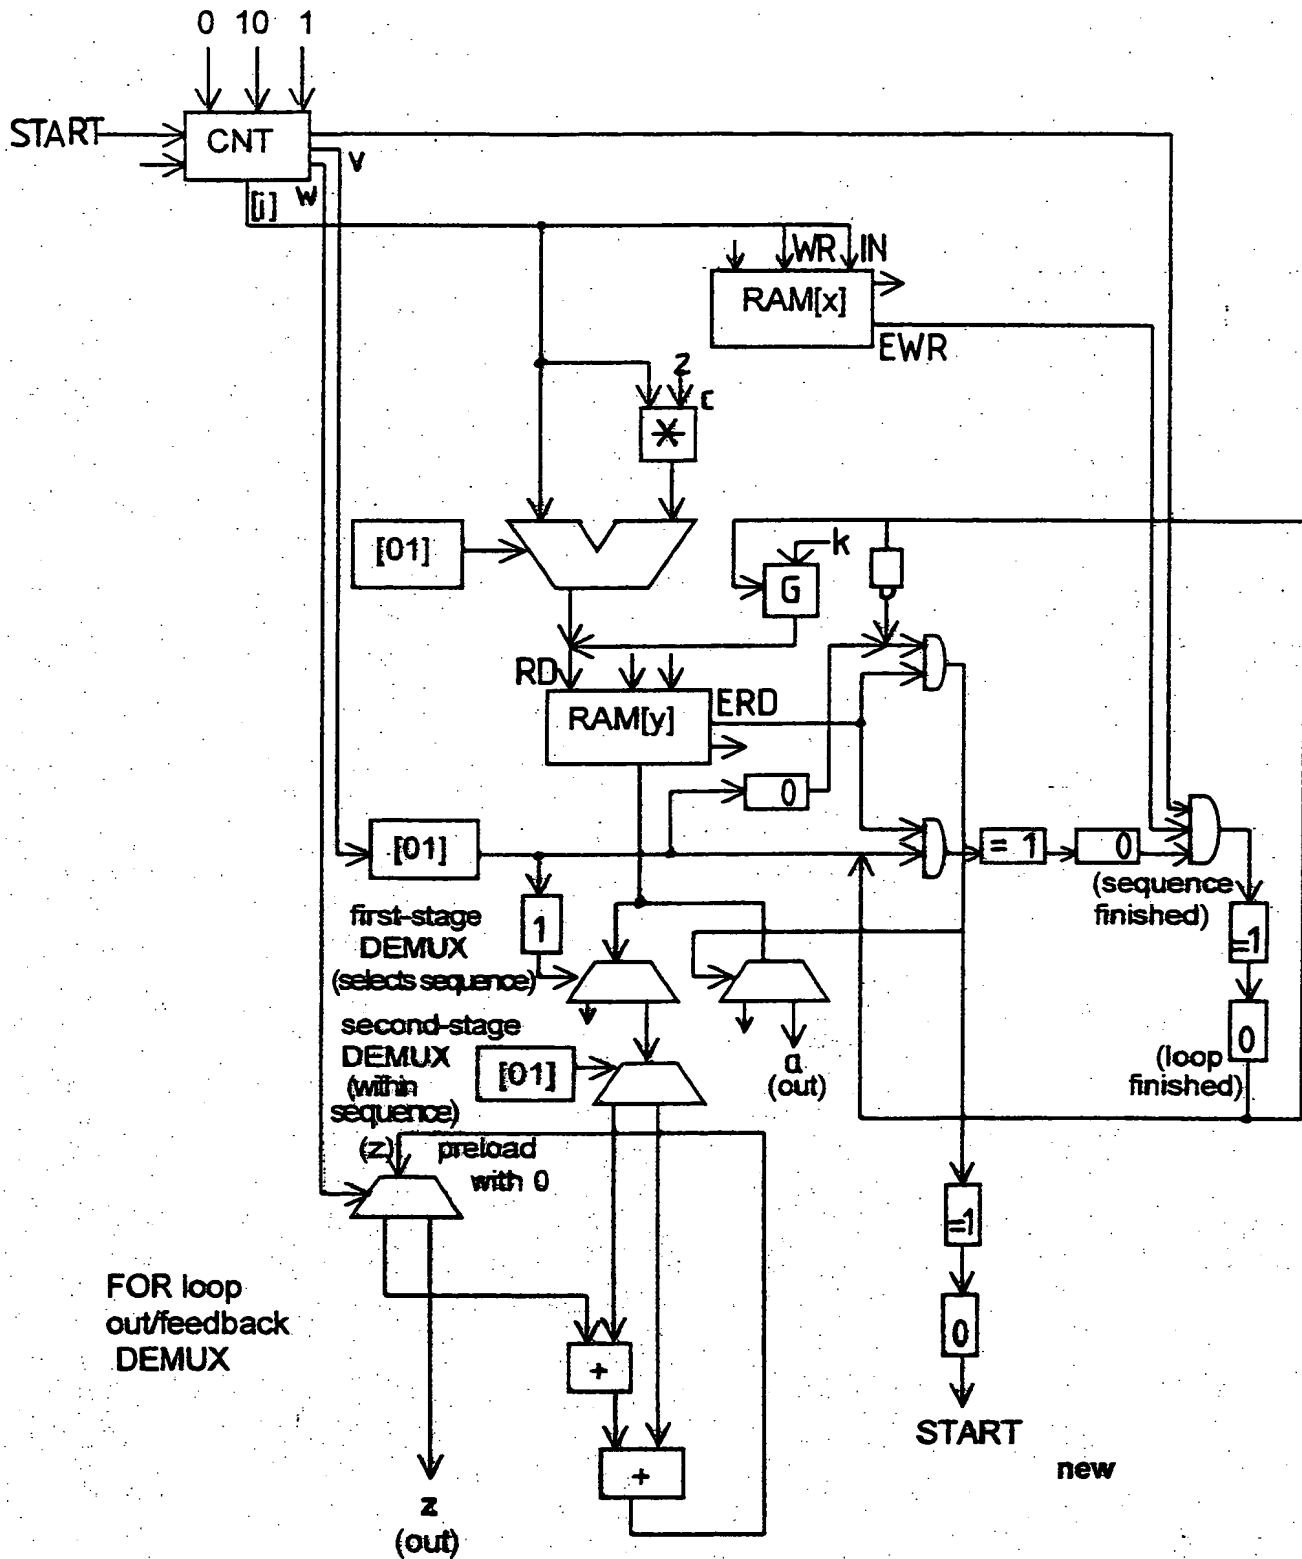 0 10 1
START
CNT
v
w
[i]
WR IN
RAM[x]
EWR
2
c
*
[01]
k
G
RD
ERD
RAM[y]
0
[01]
= 1
0
(sequence
finished)
first-stage
DEMUX
(selects sequence)
1
=1
0
(loop
finished)
second-stage
DEMUX
(within
sequence)
[01]
a
(out)
(z)
preload
with 0
=1
0
START
new
FOR loop
out/feedback
DEMUX
+
+
z
(out)